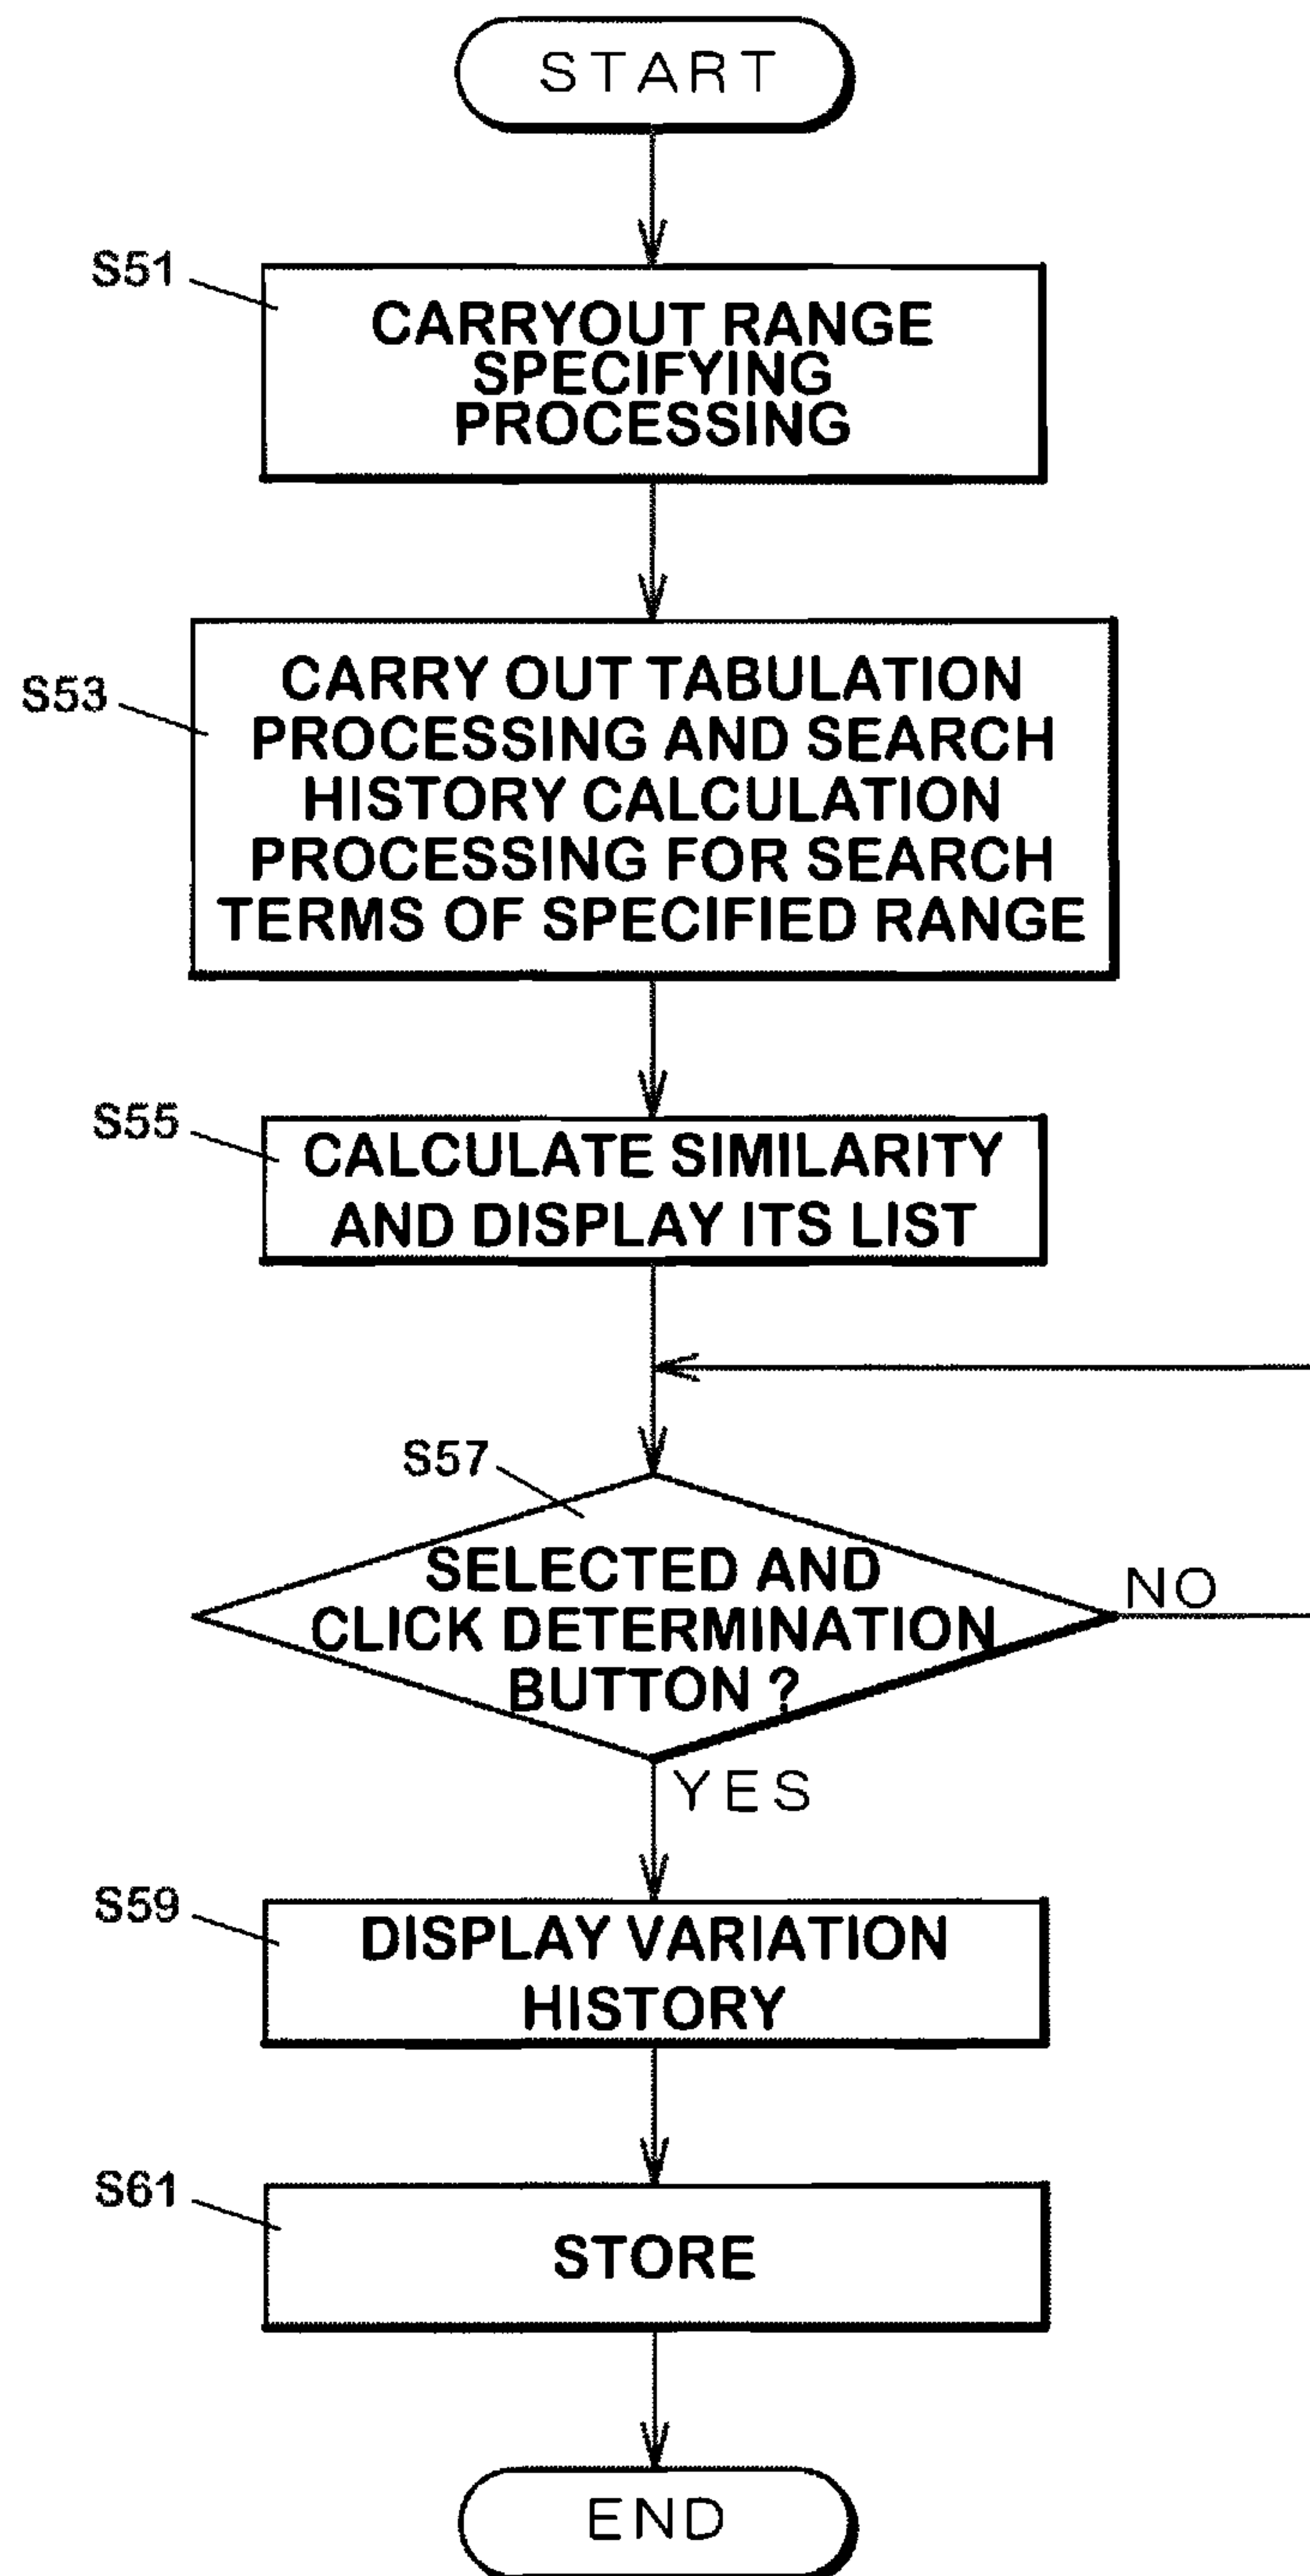 START
S51
CARRYOUT RANGE
SPECIFYING
PROCESSING
S53
CARRY OUT TABULATION
PROCESSING AND SEARCH
HISTORY CALCULATION
PROCESSING FOR SEARCH
TERMS OF SPECIFIED RANGE
S55
CALCULATE SIMILARITY
AND DISPLAY ITS LIST
S57
SELECTED AND
CLICK DETERMINATION
BUTTON ?
NO
YES
S59
DISPLAY VARIATION
HISTORY
S61
STORE
END